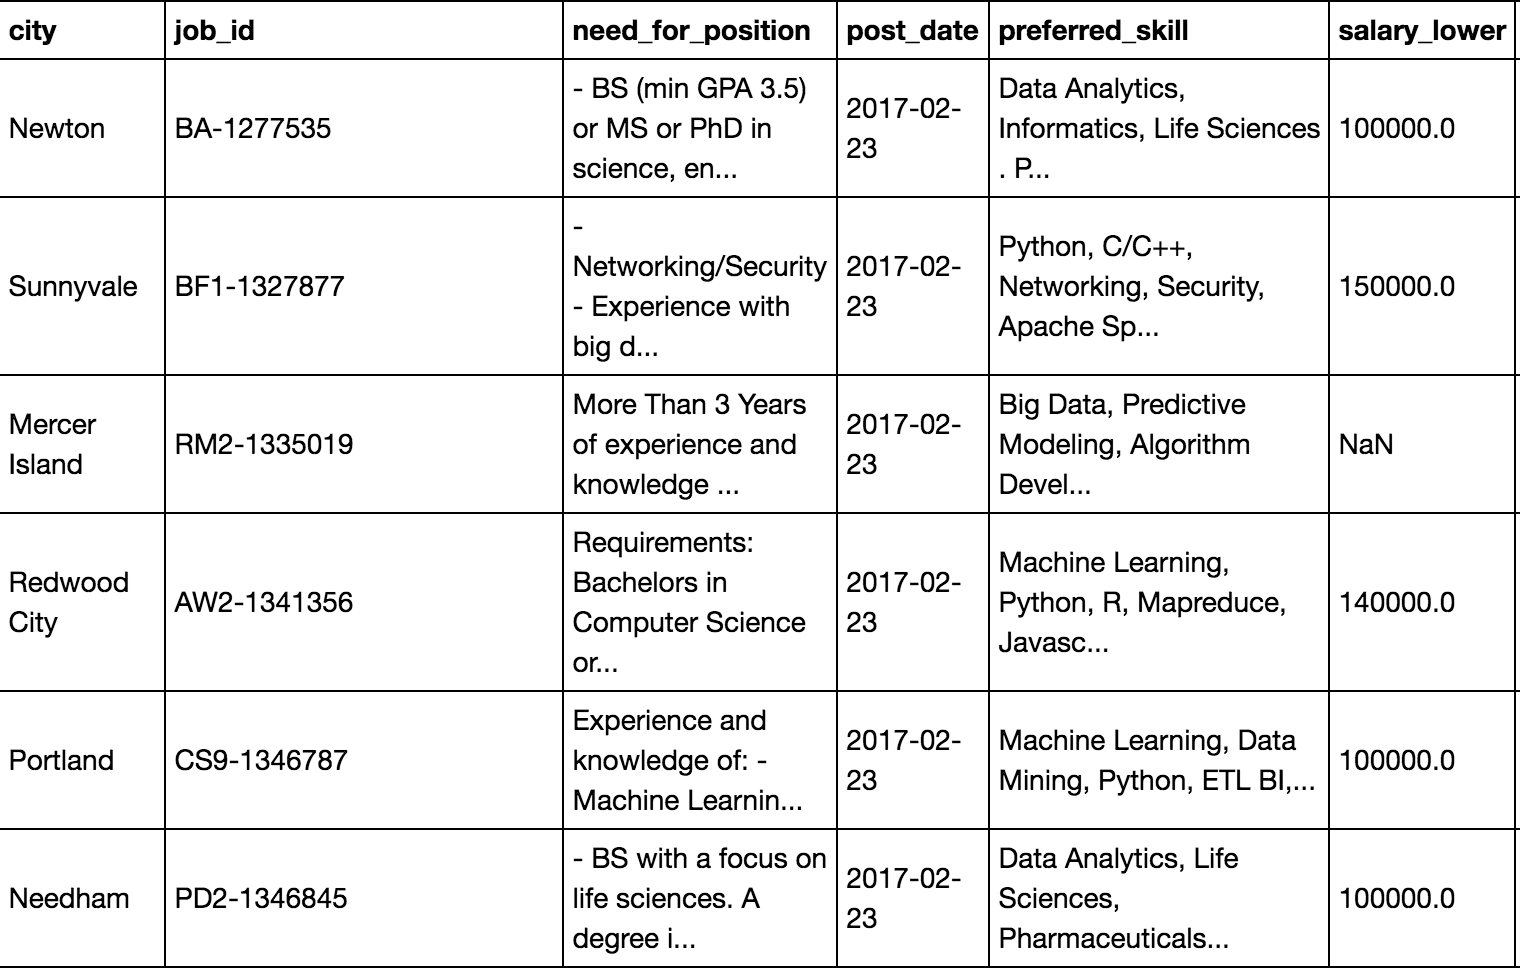 city job_id need_for_position post_date preferred_skill salary_lower
Newton BA-1277535 - BS (min GPA 3.5) or MS or PhD in science, en... 2017-02-23 Data Analytics, Informatics, Life Sciences . P... 100000.0
Sunnyvale BF1-1327877 - Networking/Security - Experience with big d... 2017-02-23 Python, C/C++, Networking, Security, Apache Sp... 150000.0
Mercer Island RM2-1335019 More Than 3 Years of experience and knowledge ... 2017-02-23 Big Data, Predictive Modeling, Algorithm Devel... NaN
Redwood City AW2-1341356 Requirements: Bachelors in Computer Science or... 2017-02-23 Machine Learning, Python, R, Mapreduce, Javasc... 140000.0
Portland CS9-1346787 Experience and knowledge of: - Machine Learnin... 2017-02-23 Machine Learning, Data Mining, Python, ETL BI,... 100000.0
Needham PD2-1346845 - BS with a focus on life sciences. A degree i... 2017-02-23 Data Analytics, Life Sciences, Pharmaceuticals... 100000.0